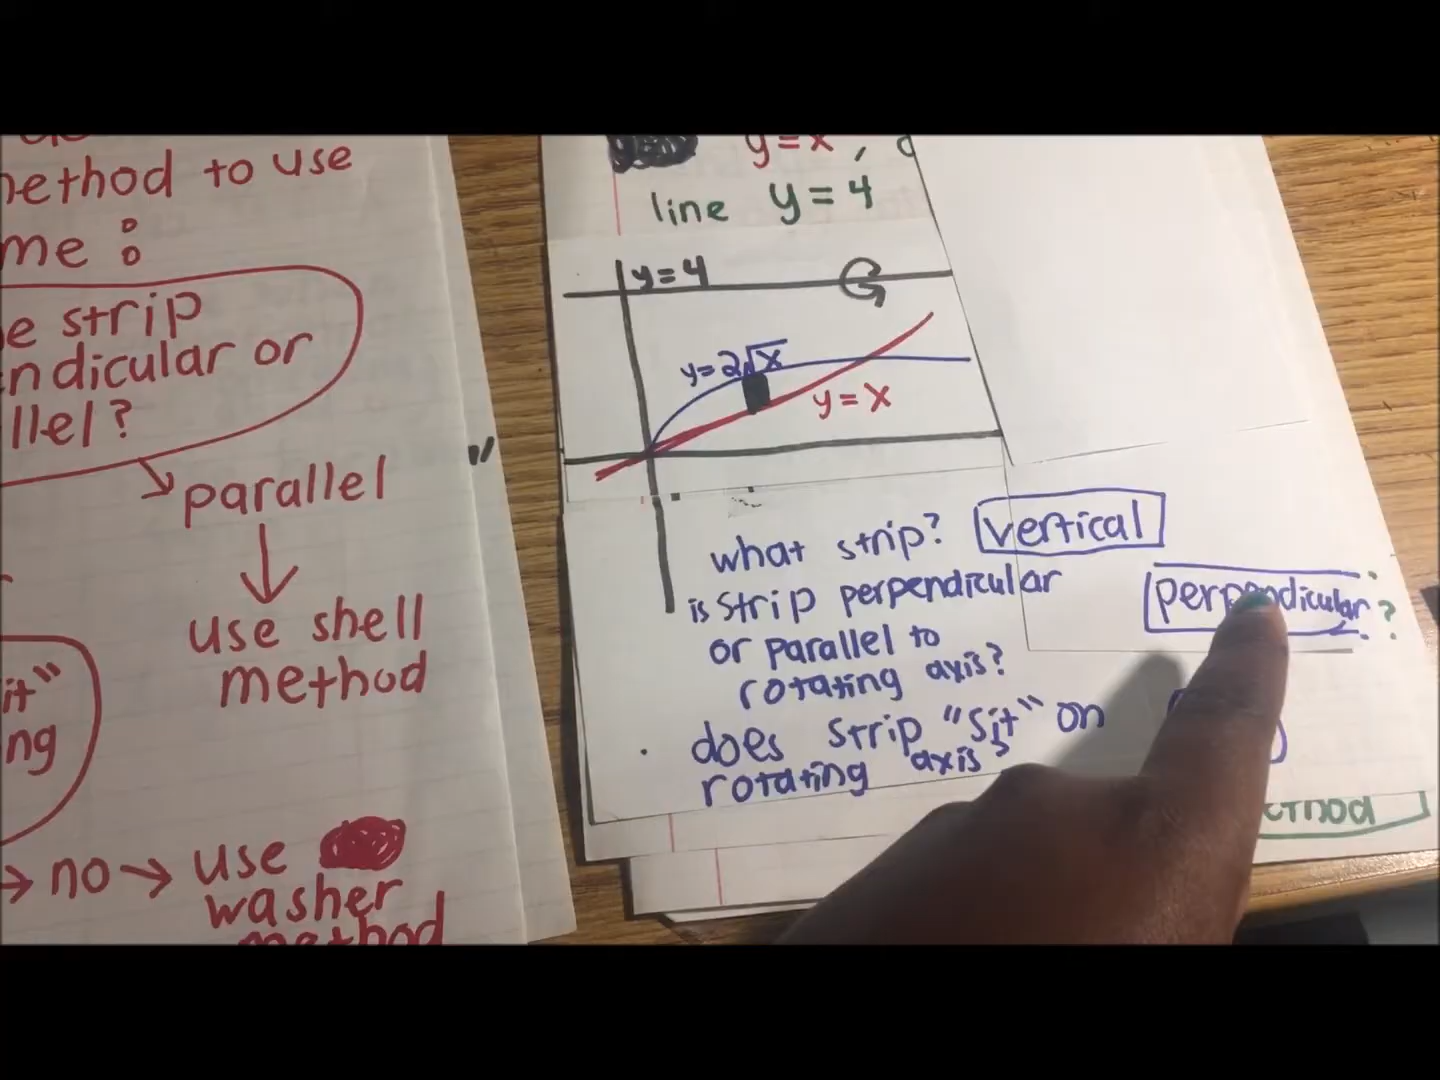 method to use
me :
e strip
ndicular or
llel?
parallel
use shell
method
it"
ng
no → use
washer
method
y=x,
line y=4
y=4
y=2√x
y=x
what strip? vertical
is strip perpendicular
or parallel to
rotating axis?
perpendicular ?
does strip "sit" on
rotating axis?